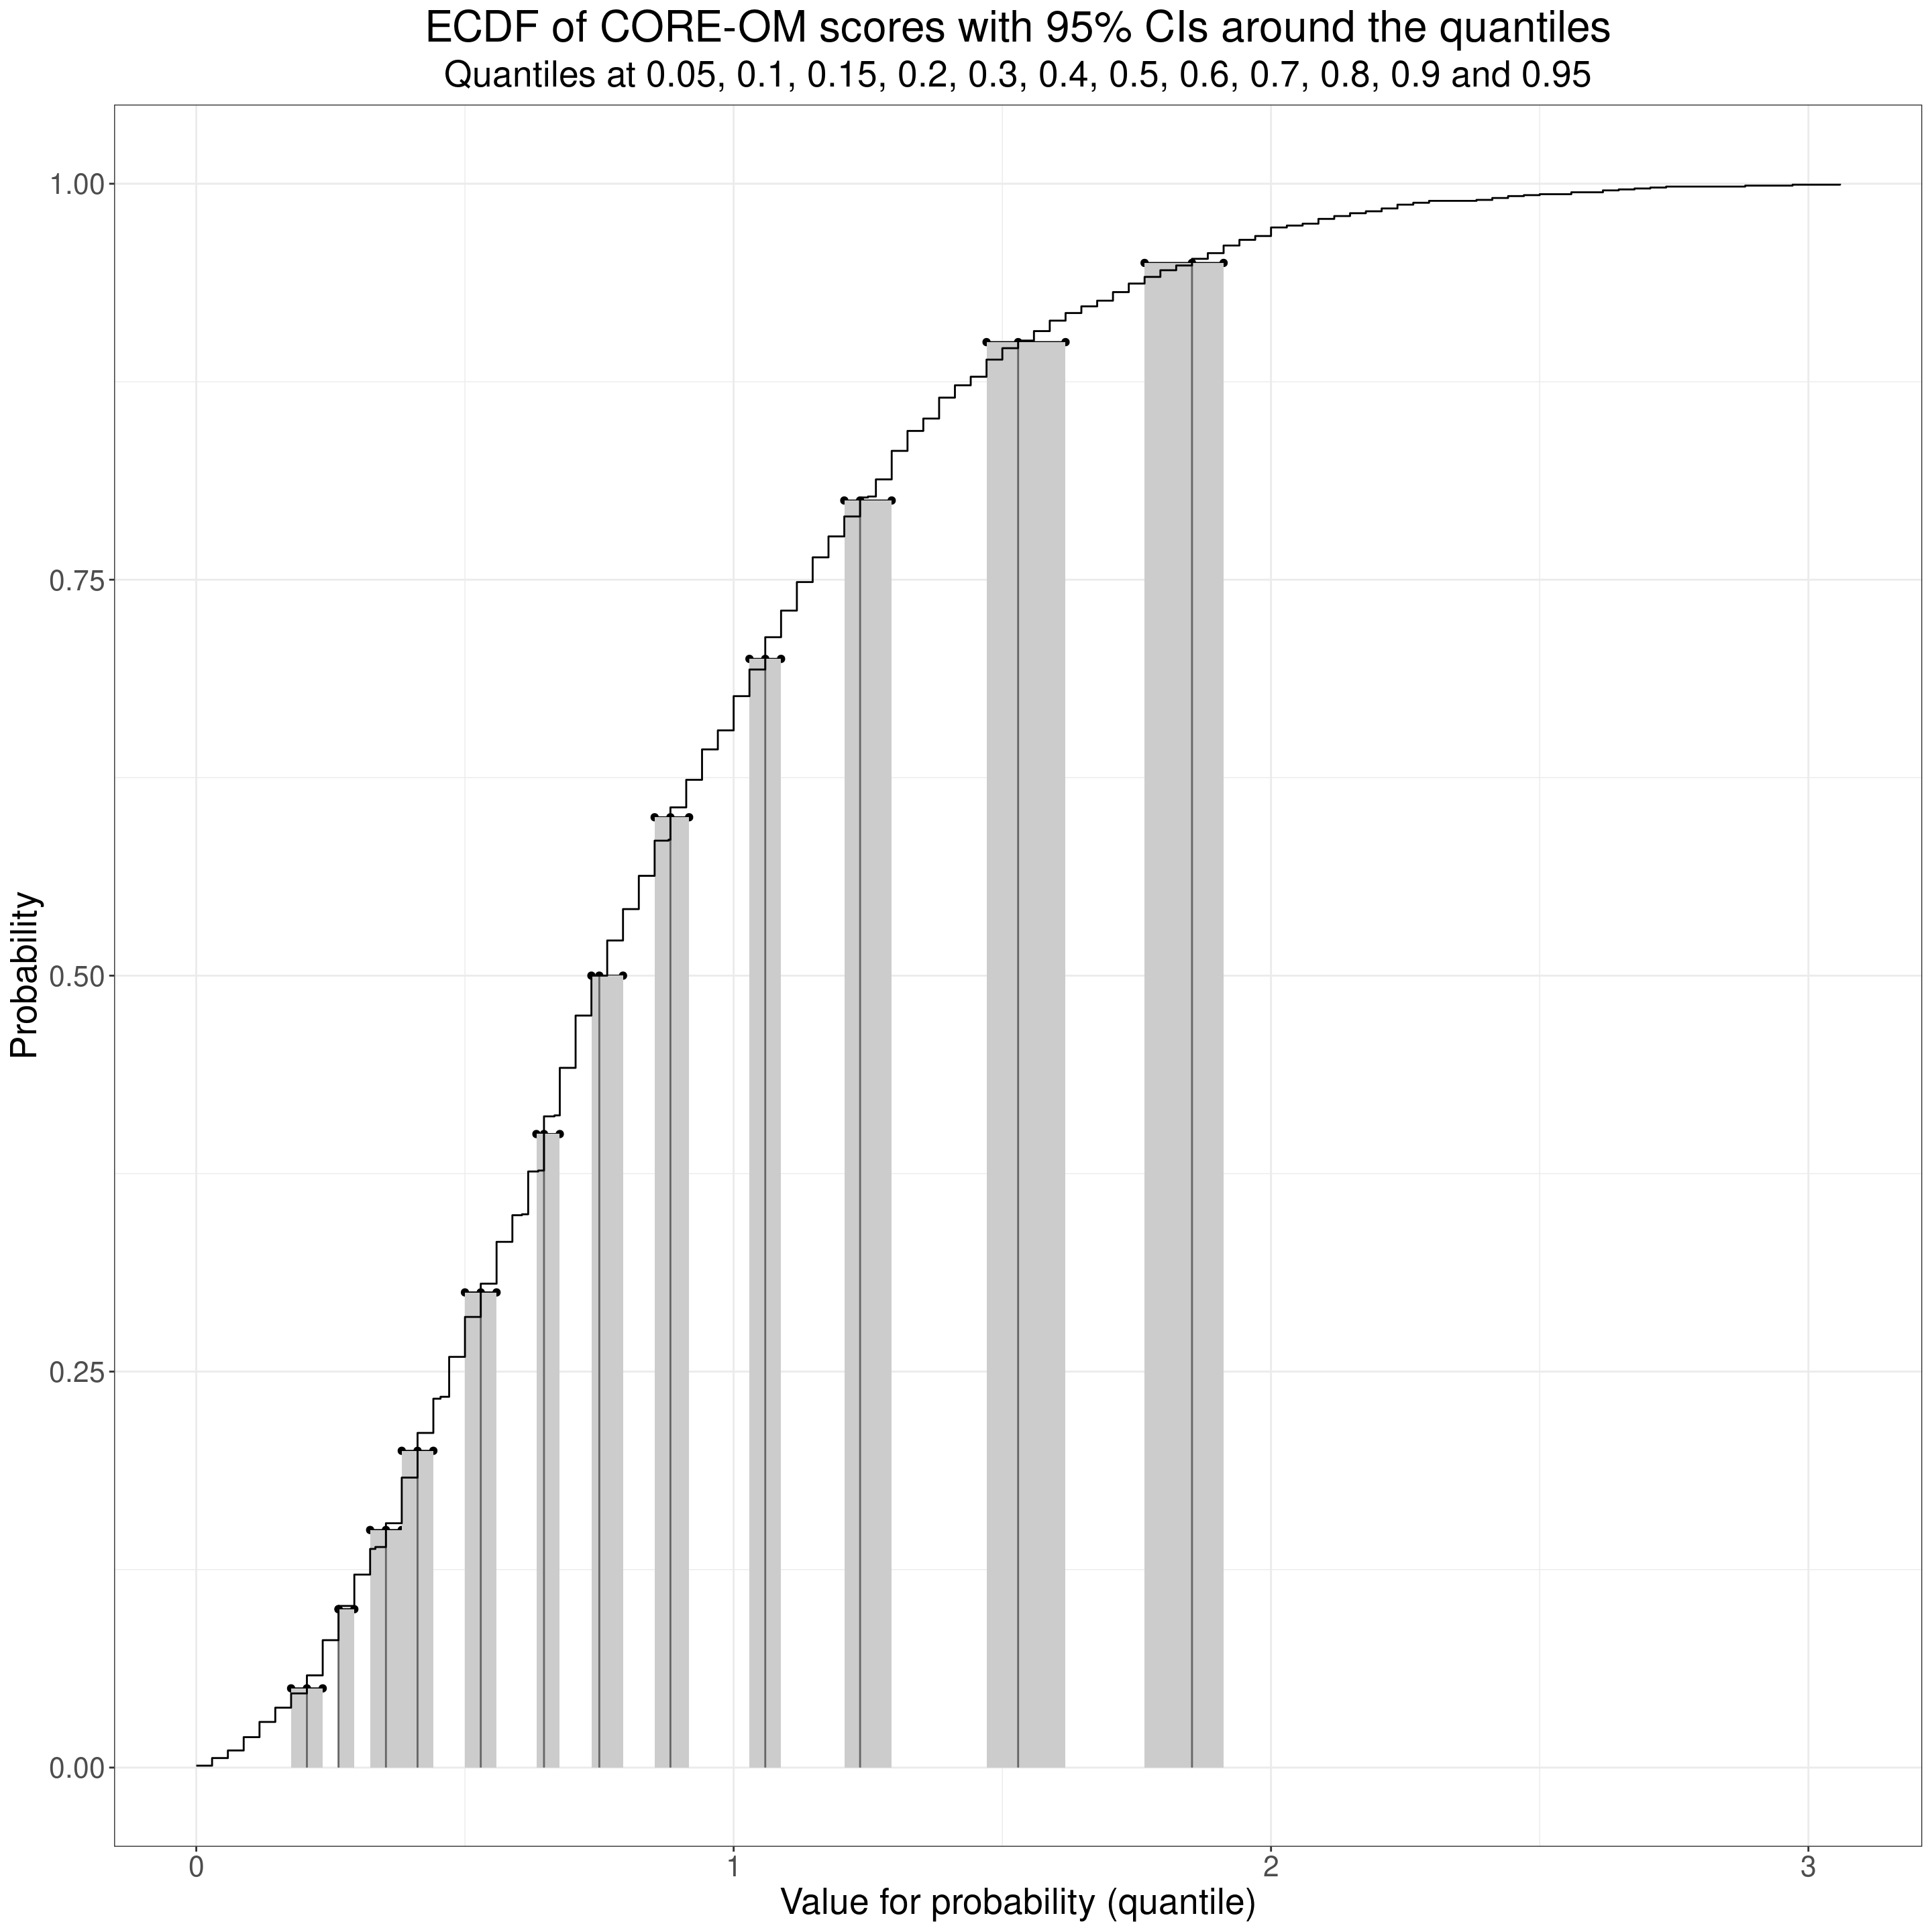 ECDF of CORE-OM scores with 95% CIs around the quantiles
Quantiles at 0.05, 0.1, 0.15, 0.2, 0.3, 0.4, 0.5, 0.6, 0.7, 0.8, 0.9 and 0.95
Probability
1.00
0.75
0.50
0.25
0.00
0 1 2 3
Value for probability (quantile)